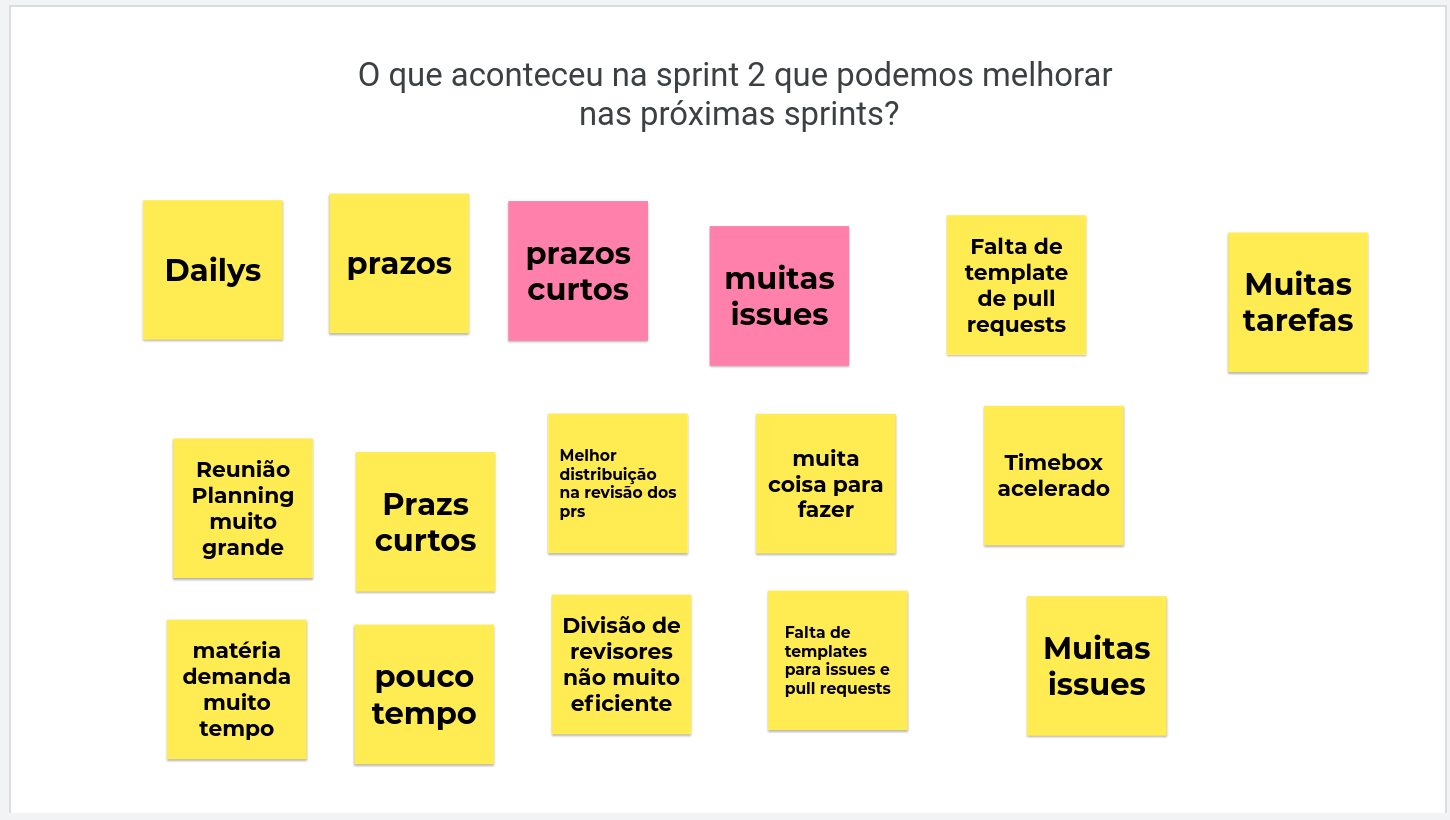 O que aconteceu na sprint 2 que podemos melhorar
nas próximas sprints?
Dailys
prazos
prazos
curtos
muitas
issues
Falta de
template
de pull
requests
Muitas
tarefas
Reunião
Planning
muito
grande
Prazs
curtos
Melhor
distribuição
na revisão dos
prs
muita
coisa para
fazer
Timebox
acelerado
matéria
demanda
muito
tempo
pouco
tempo
Divisão de
revisores
não muito
eficiente
Falta de
templates
para issues e
pull requests
Muitas
issues